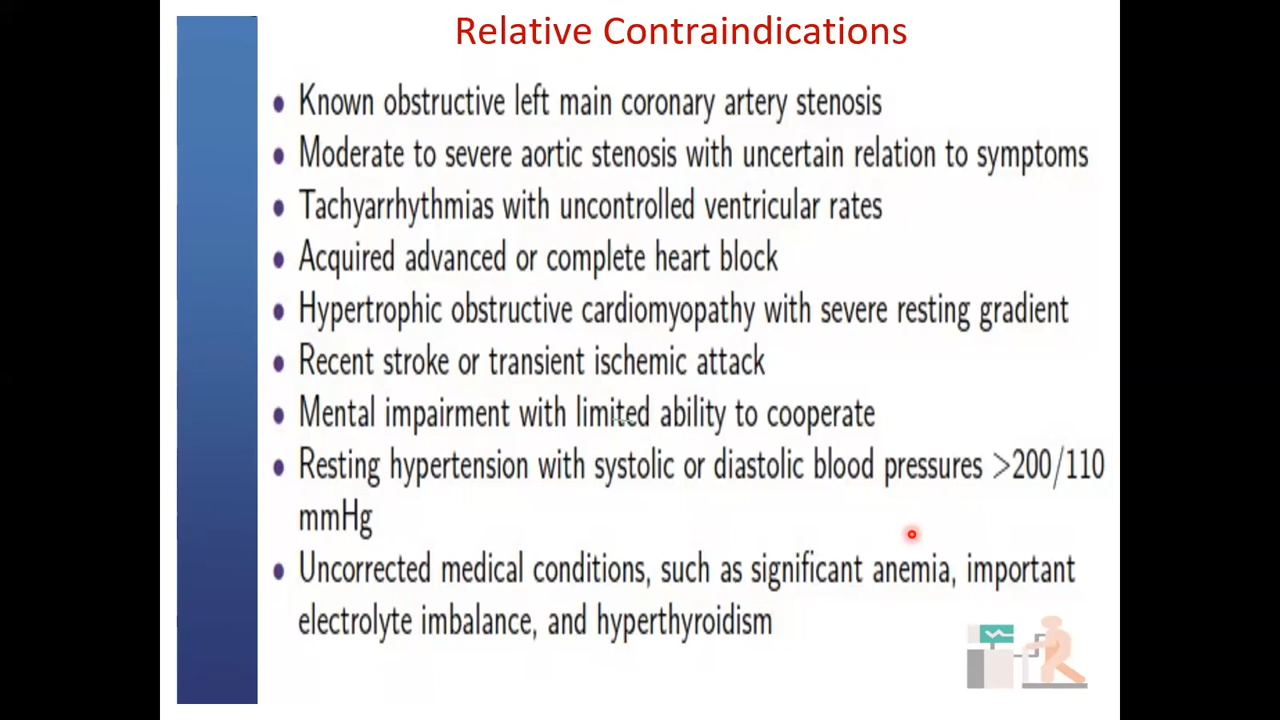 Relative Contraindications
• Known obstructive left main coronary artery stenosis
• Moderate to severe aortic stenosis with uncertain relation to symptoms
• Tachyarrhythmias with uncontrolled ventricular rates
• Acquired advanced or complete heart block
• Hypertrophic obstructive cardiomyopathy with severe resting gradient
• Recent stroke or transient ischemic attack
• Mental impairment with limited ability to cooperate
• Resting hypertension with systolic or diastolic blood pressures >200/110
mmHg
• Uncorrected medical conditions, such as significant anemia, important
electrolyte imbalance, and hyperthyroidism